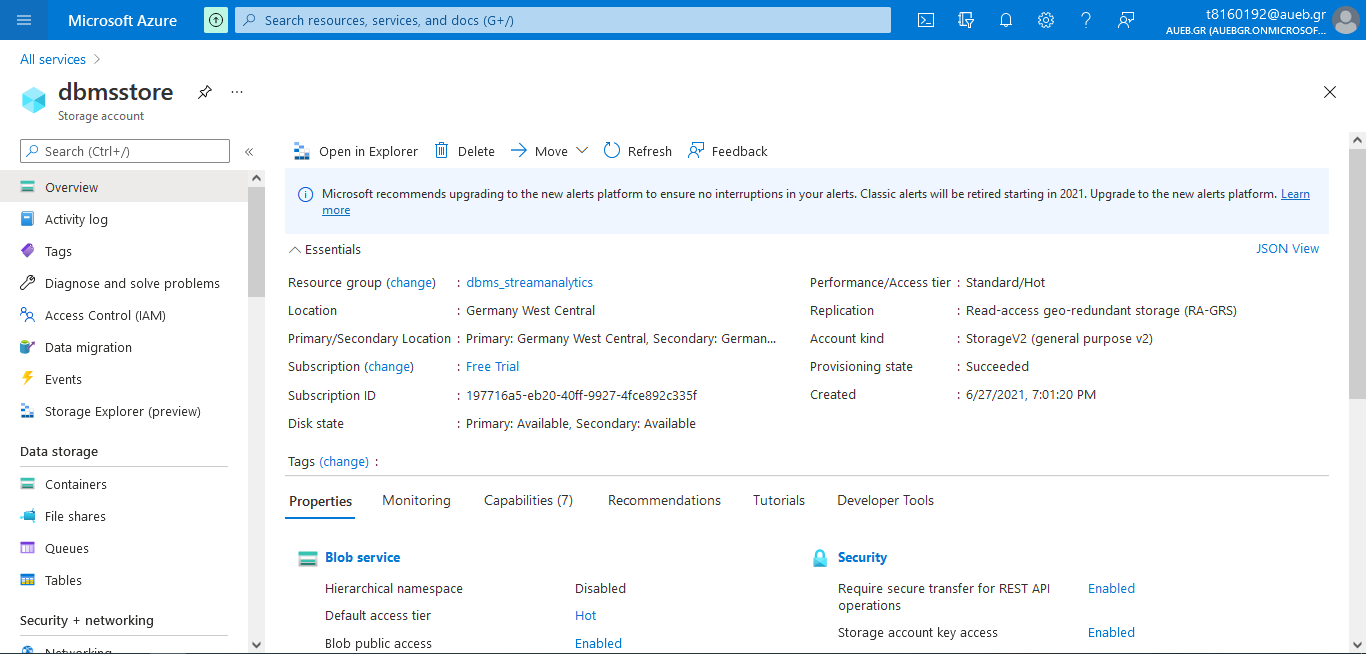 Microsoft Azure
Search resources, services, and docs (G+/)
t8160192@aueb.gr
AUEB.GR (AUEBGR.ONMICROSOF...
All services
dbmsstore
...
Storage account
Search (Ctrl+/)
«
Overview
Activity log
Tags
Diagnose and solve problems
Access Control (IAM)
Data migration
Events
Storage Explorer (preview)
Data storage
Containers
File shares
Queues
Tables
Security + networking
Networking
Open in Explorer
Delete
Move
Refresh
Feedback
Microsoft recommends upgrading to the new alerts platform to ensure no interruptions in your alerts. Classic alerts will be retired starting in 2021. Upgrade to the new alerts platform. Learn
more
Essentials
JSON View
Resource group (change) : dbms_streamanalytics
Location : Germany West Central
Primary/Secondary Location : Primary: Germany West Central, Secondary: German...
Subscription (change) : Free Trial
Subscription ID : 197716a5-eb20-40ff-9927-4fce892c335f
Disk state : Primary: Available, Secondary: Available
Performance/Access tier : Standard/Hot
Replication : Read-access geo-redundant storage (RA-GRS)
Account kind : StorageV2 (general purpose v2)
Provisioning state : Succeeded
Created : 6/27/2021, 7:01:20 PM
Tags (change) :
Properties
Monitoring
Capabilities (7)
Recommendations
Tutorials
Developer Tools
Blob service
Hierarchical namespace Disabled
Default access tier Hot
Blob public access Enabled
Security
Require secure transfer for REST API Enabled
operations
Storage account key access Enabled